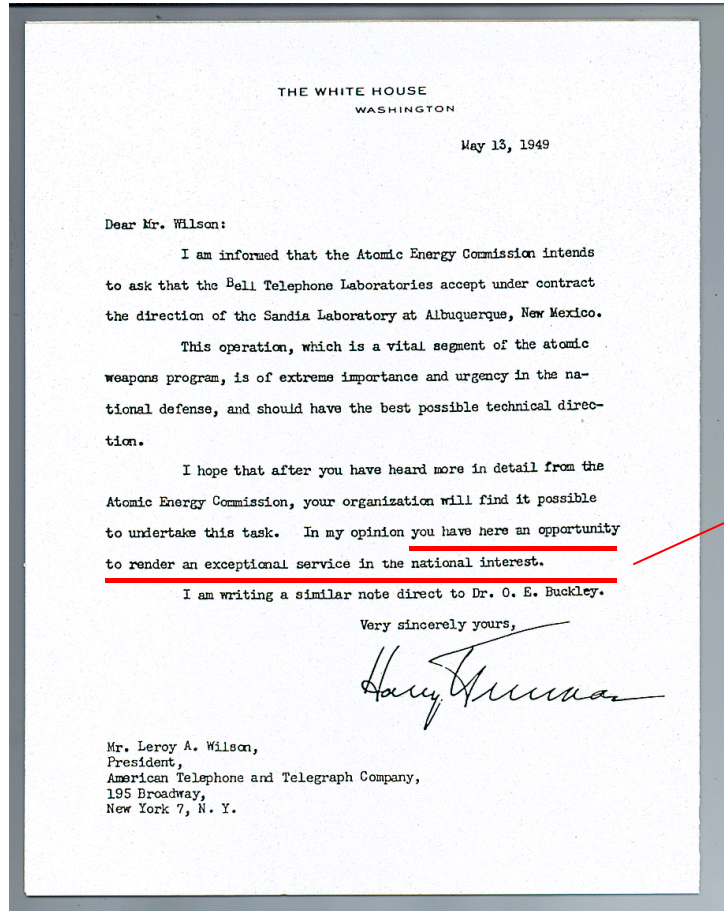 THE WHITE HOUSE
WASHINGTON
May 13, 1949
Dear Mr. Wilson:
I am informed that the Atomic Energy Commission intends
to ask that the Bell Telephone Laboratories accept under contract
the direction of the Sandia Laboratory at Albuquerque, New Mexico.
This operation, which is a vital segment of the atomic
weapons program, is of extreme importance and urgency in the na-
tional defense, and should have the best possible technical direc-
tion.
I hope that after you have heard more in detail from the
Atomic Energy Commission, your organization will find it possible
to undertake this task. In my opinion you have here an opportunity
to render an exceptional service in the national interest.
I am writing a similar note direct to Dr. O. E. Buckley.
Very sincerely yours,
Harry Truman
Mr. Leroy A. Wilson,
President,
American Telephone and Telegraph Company,
195 Broadway,
New York 7, N. Y.